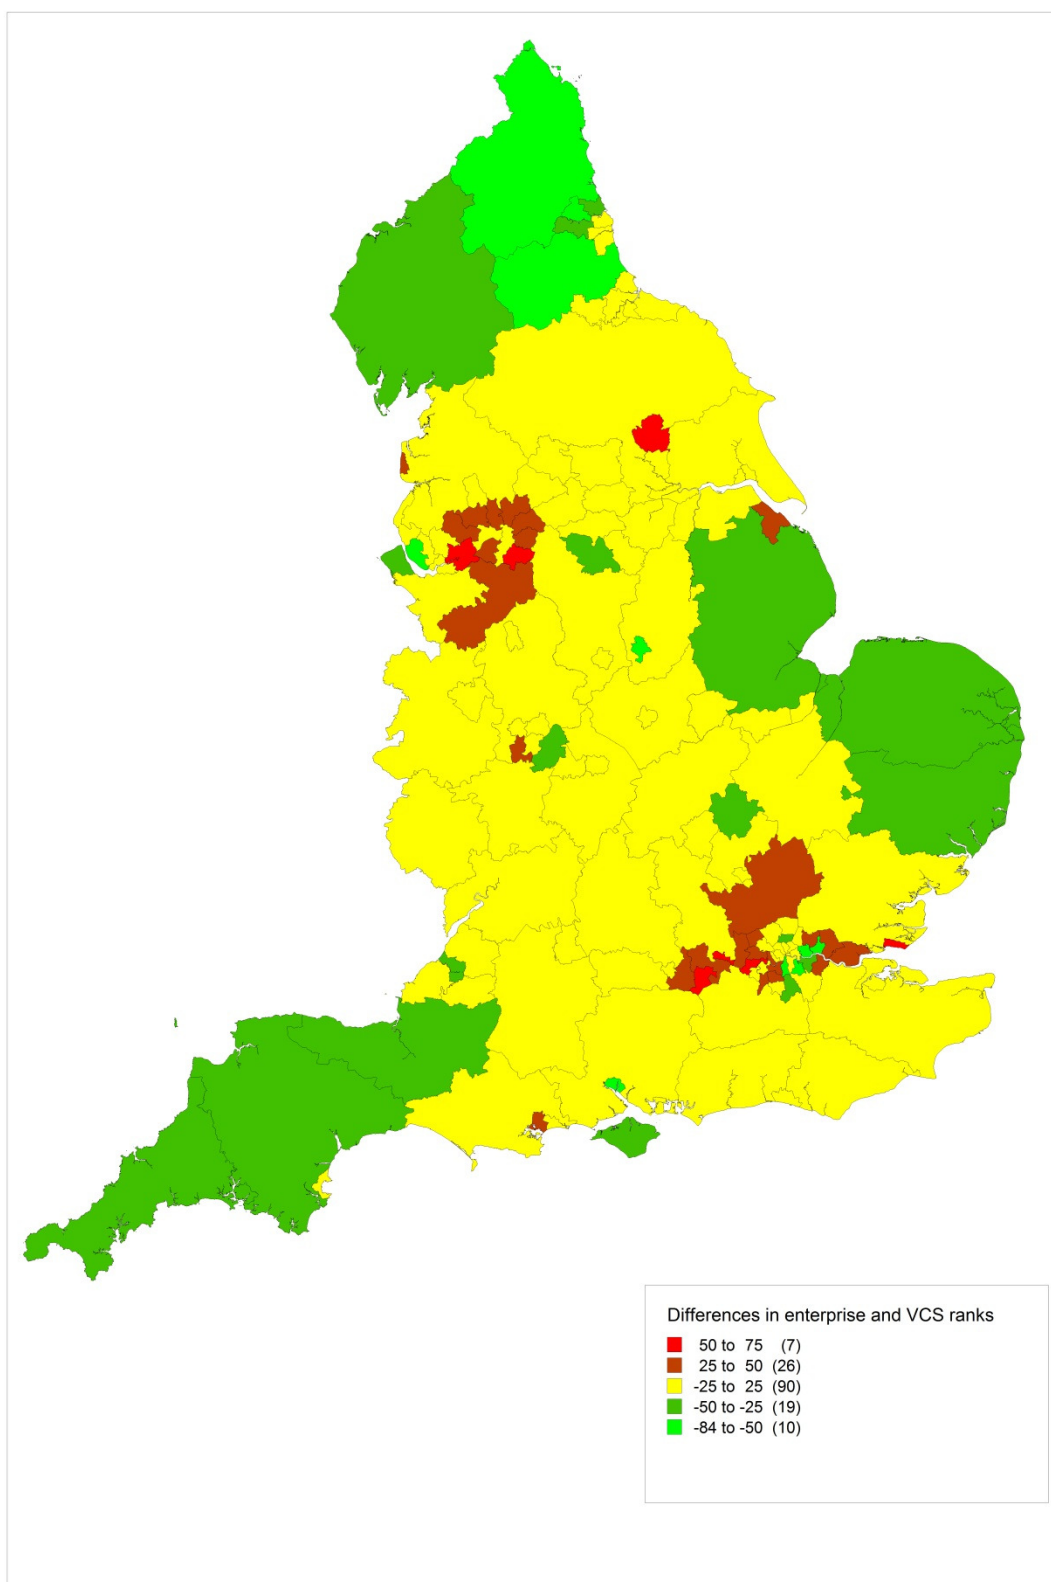 Differences in enterprise and VCS ranks
50 to 75 (7)
25 to 50 (26)
-25 to 25 (90)
-50 to -25 (19)
-84 to -50 (10)